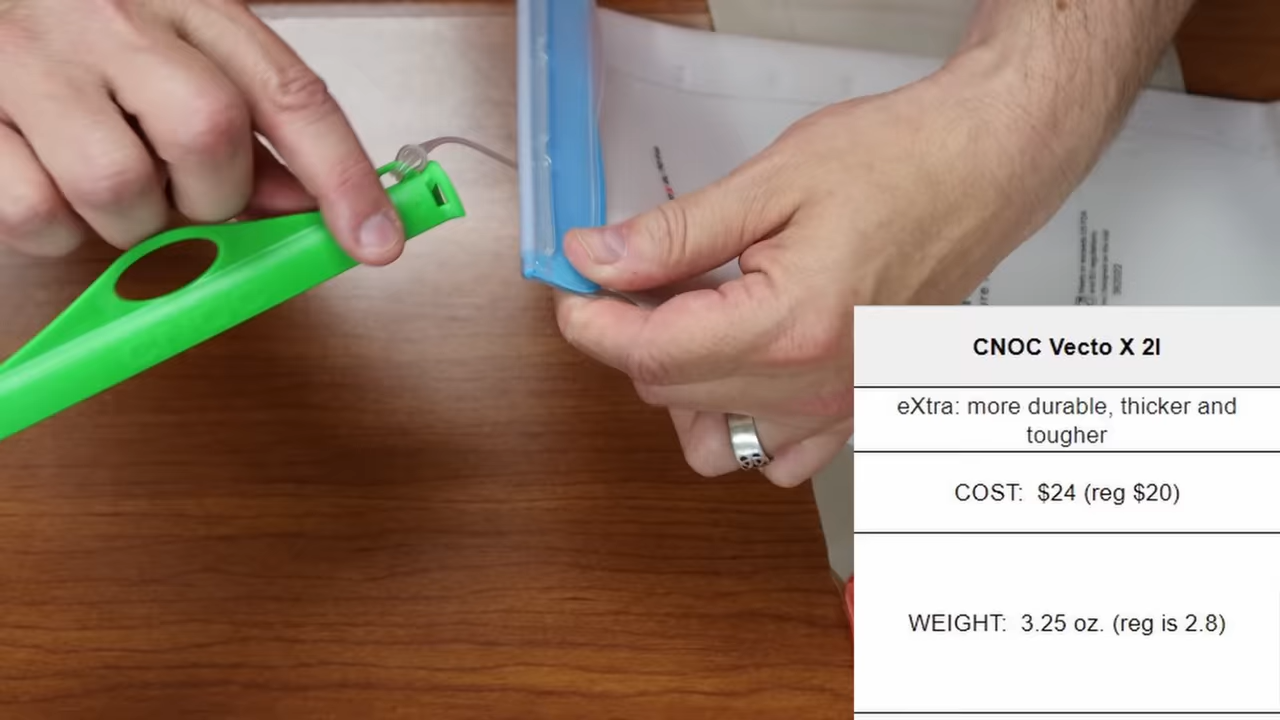 CNOC Vecto X 2l
eXtra: more durable, thicker and
tougher
COST:  $24 (reg $20)
WEIGHT:  3.25 oz. (reg is 2.8)